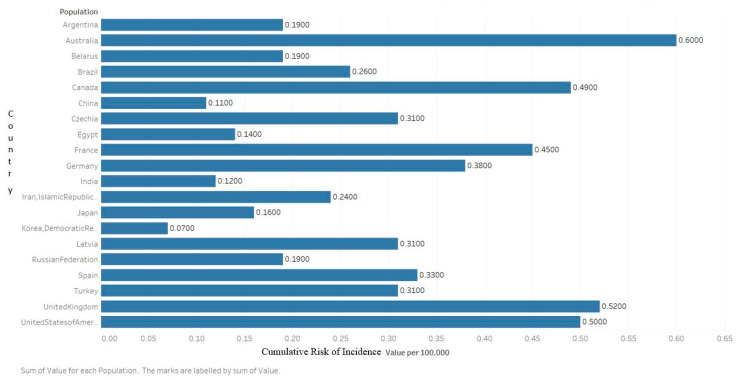 Population
Argentina 0.1900
Australia 0.6000
Belarus 0.1900
Brazil 0.2600
Canada 0.4900
China 0.1100
Czechia 0.3100
Egypt 0.1400
France 0.4500
Germany 0.3800
India 0.1200
Iran,IslamicRepublic.. 0.2400
Japan 0.1600
Korea,DemocraticRe.. 0.0700
Latvia 0.3100
RussianFederation 0.1900
Spain 0.3300
Turkey 0.3100
UnitedKingdom 0.5200
UnitedStatesofAmer.. 0.5000
Country
0.00 0.05 0.10 0.15 0.20 0.25 0.30 0.35 0.40 0.45 0.50 0.55 0.60 0.65
Cumulative Risk of Incidence Value per 100,000
Sum of Value for each Population. The marks are labelled by sum of Value.